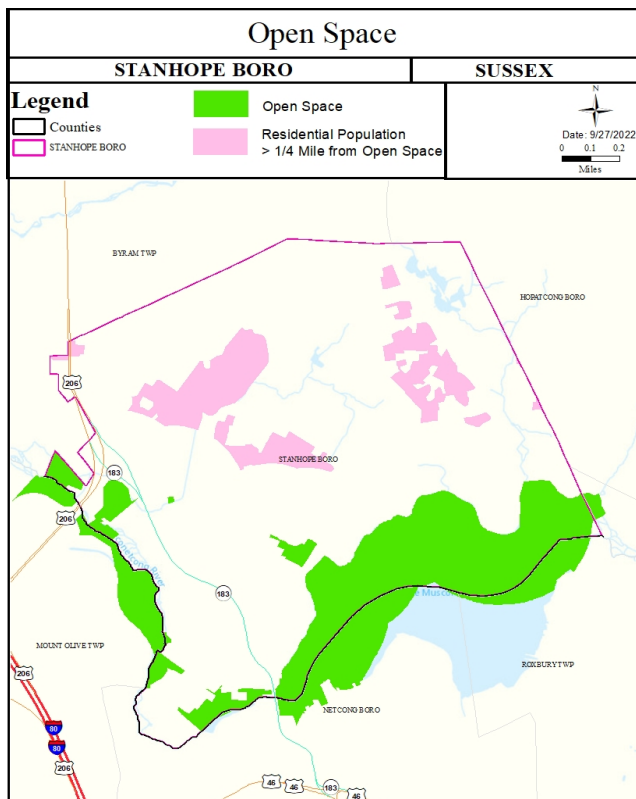 Open Space
STANHOPE BORO
SUSSEX
Legend
Counties
STANHOPE BORO
Open Space
Residential Population
> 1/4 Mile from Open Space
N
Date: 9/27/2022
0 0.1 0.2
Miles
BYRAM TWP
HOPATCONG BORO
206
STANHOPE BORO
183
206
River
183
MOUNT OLIVE TWP
ROXBURY TWP
206
NETCONG BORO
80
80
206
46
46
183
46